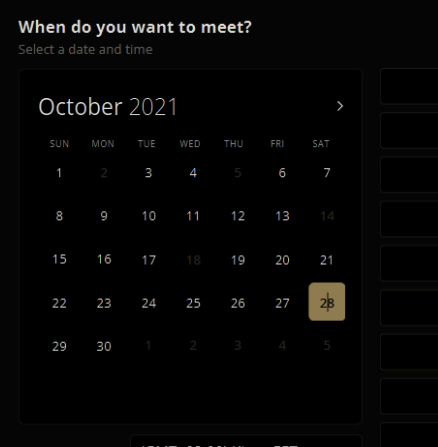 When do you want to meet?
Select a date and time
October 2021
SUN MON TUE WED THU FRI SAT
1 2 3 4 5 6 7
8 9 10 11 12 13 14
15 16 17 18 19 20 21
22 23 24 25 26 27 28
29 30 1 2 3 4 5